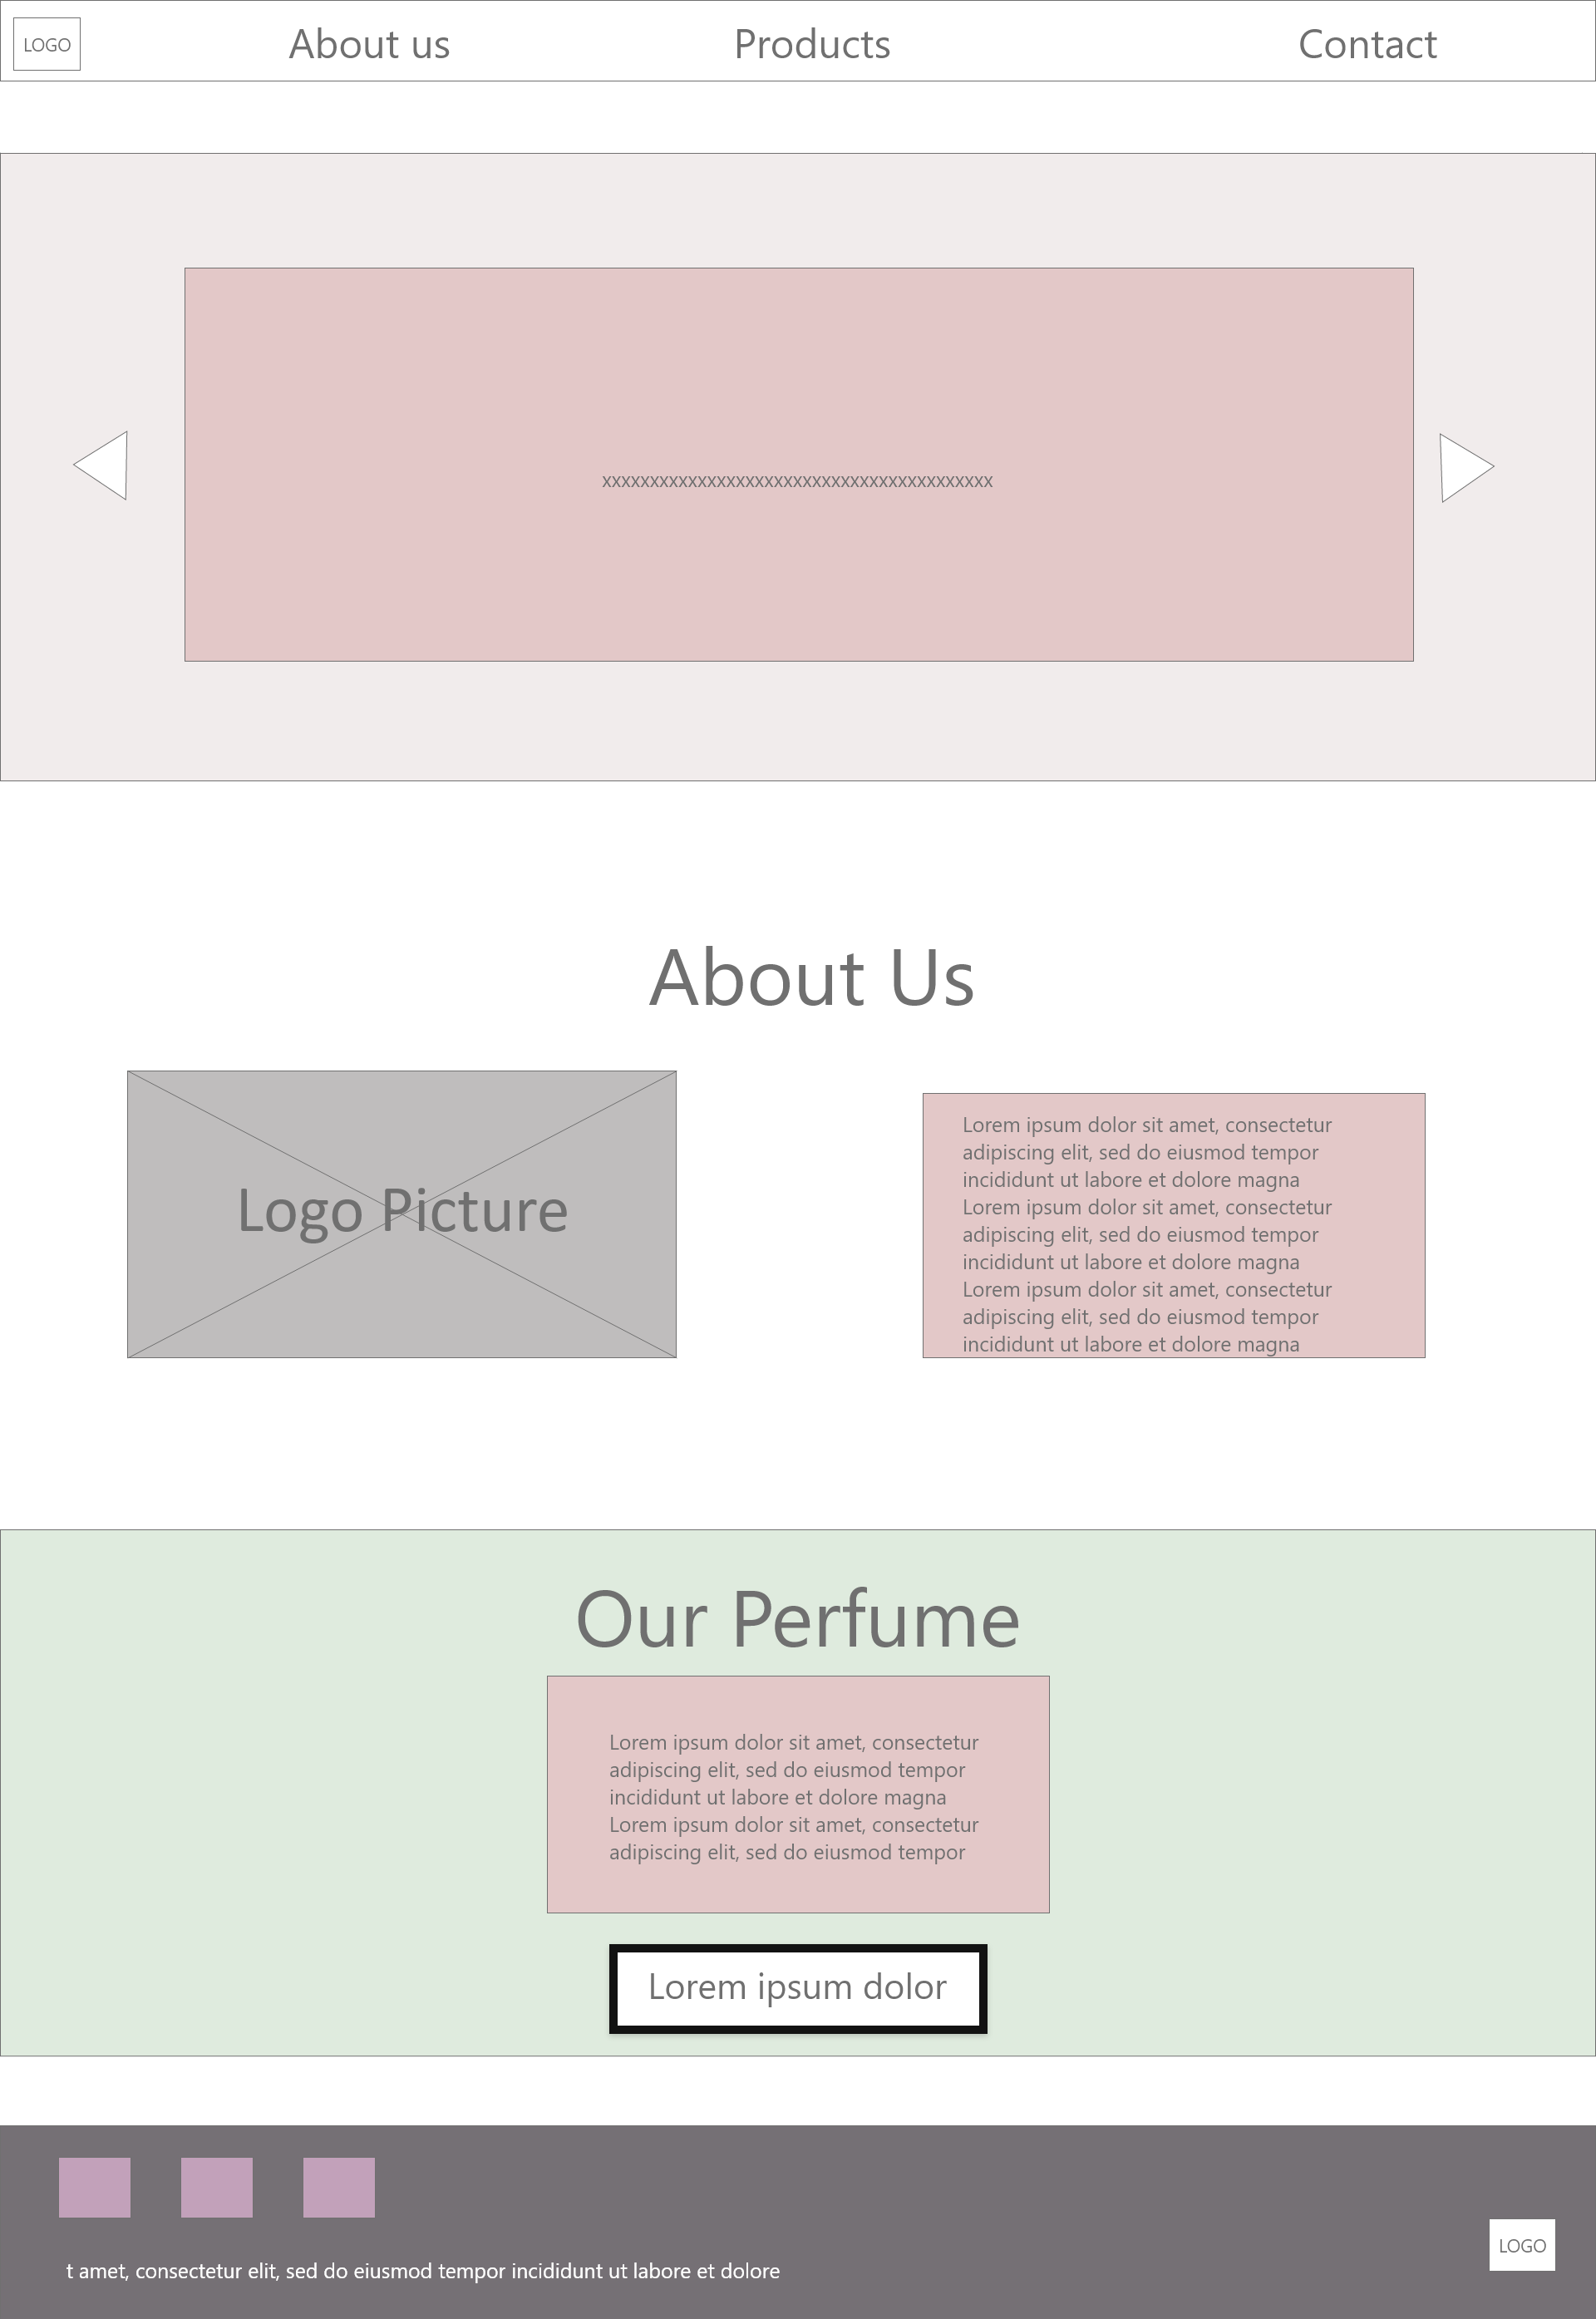 LOGO
About us
Products
Contact
xxxxxxxxxxxxxxxxxxxxxxxxxxxxxxxxxxxxxxxxx
About Us
Logo Picture
Lorem ipsum dolor sit amet, consectetur
adipiscing elit, sed do eiusmod tempor
incididunt ut labore et dolore magna
Lorem ipsum dolor sit amet, consectetur
adipiscing elit, sed do eiusmod tempor
incididunt ut labore et dolore magna
Lorem ipsum dolor sit amet, consectetur
adipiscing elit, sed do eiusmod tempor
incididunt ut labore et dolore magna
Our Perfume
Lorem ipsum dolor sit amet, consectetur
adipiscing elit, sed do eiusmod tempor
incididunt ut labore et dolore magna
Lorem ipsum dolor sit amet, consectetur
adipiscing elit, sed do eiusmod tempor
Lorem ipsum dolor
t amet, consectetur elit, sed do eiusmod tempor incididunt ut labore et dolore
LOGO